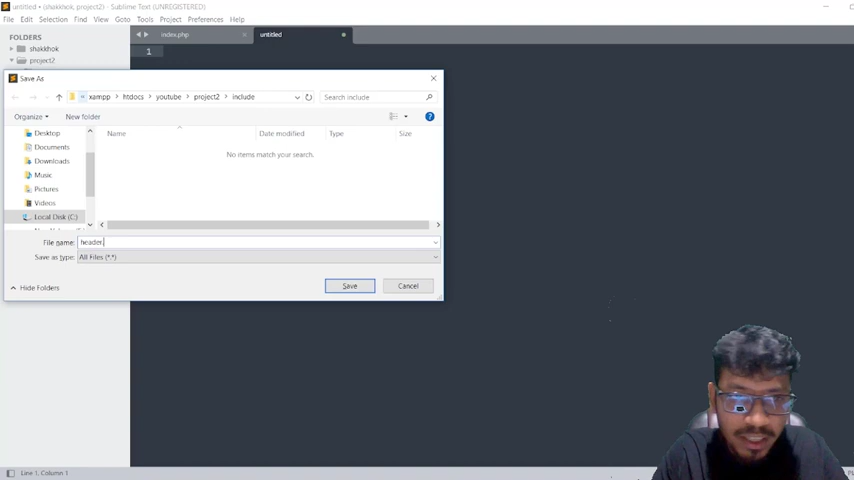 untitled • (shakkhok, project2) - Sublime Text (UNREGISTERED)
File Edit Selection Find View Goto Tools Project Preferences Help
FOLDERS
shakkhok
project2
index.php
untitled
1
Save As
« xampp > htdocs > youtube > project2 > include
Search include
Organize
New folder
Desktop
Documents
Downloads
Music
Pictures
Videos
Local Disk (C:)
Name
Date modified
Type
Size
No items match your search.
File name: header.
Save as type: All Files (*.*)
Hide Folders
Save
Cancel
Line 1, Column 1